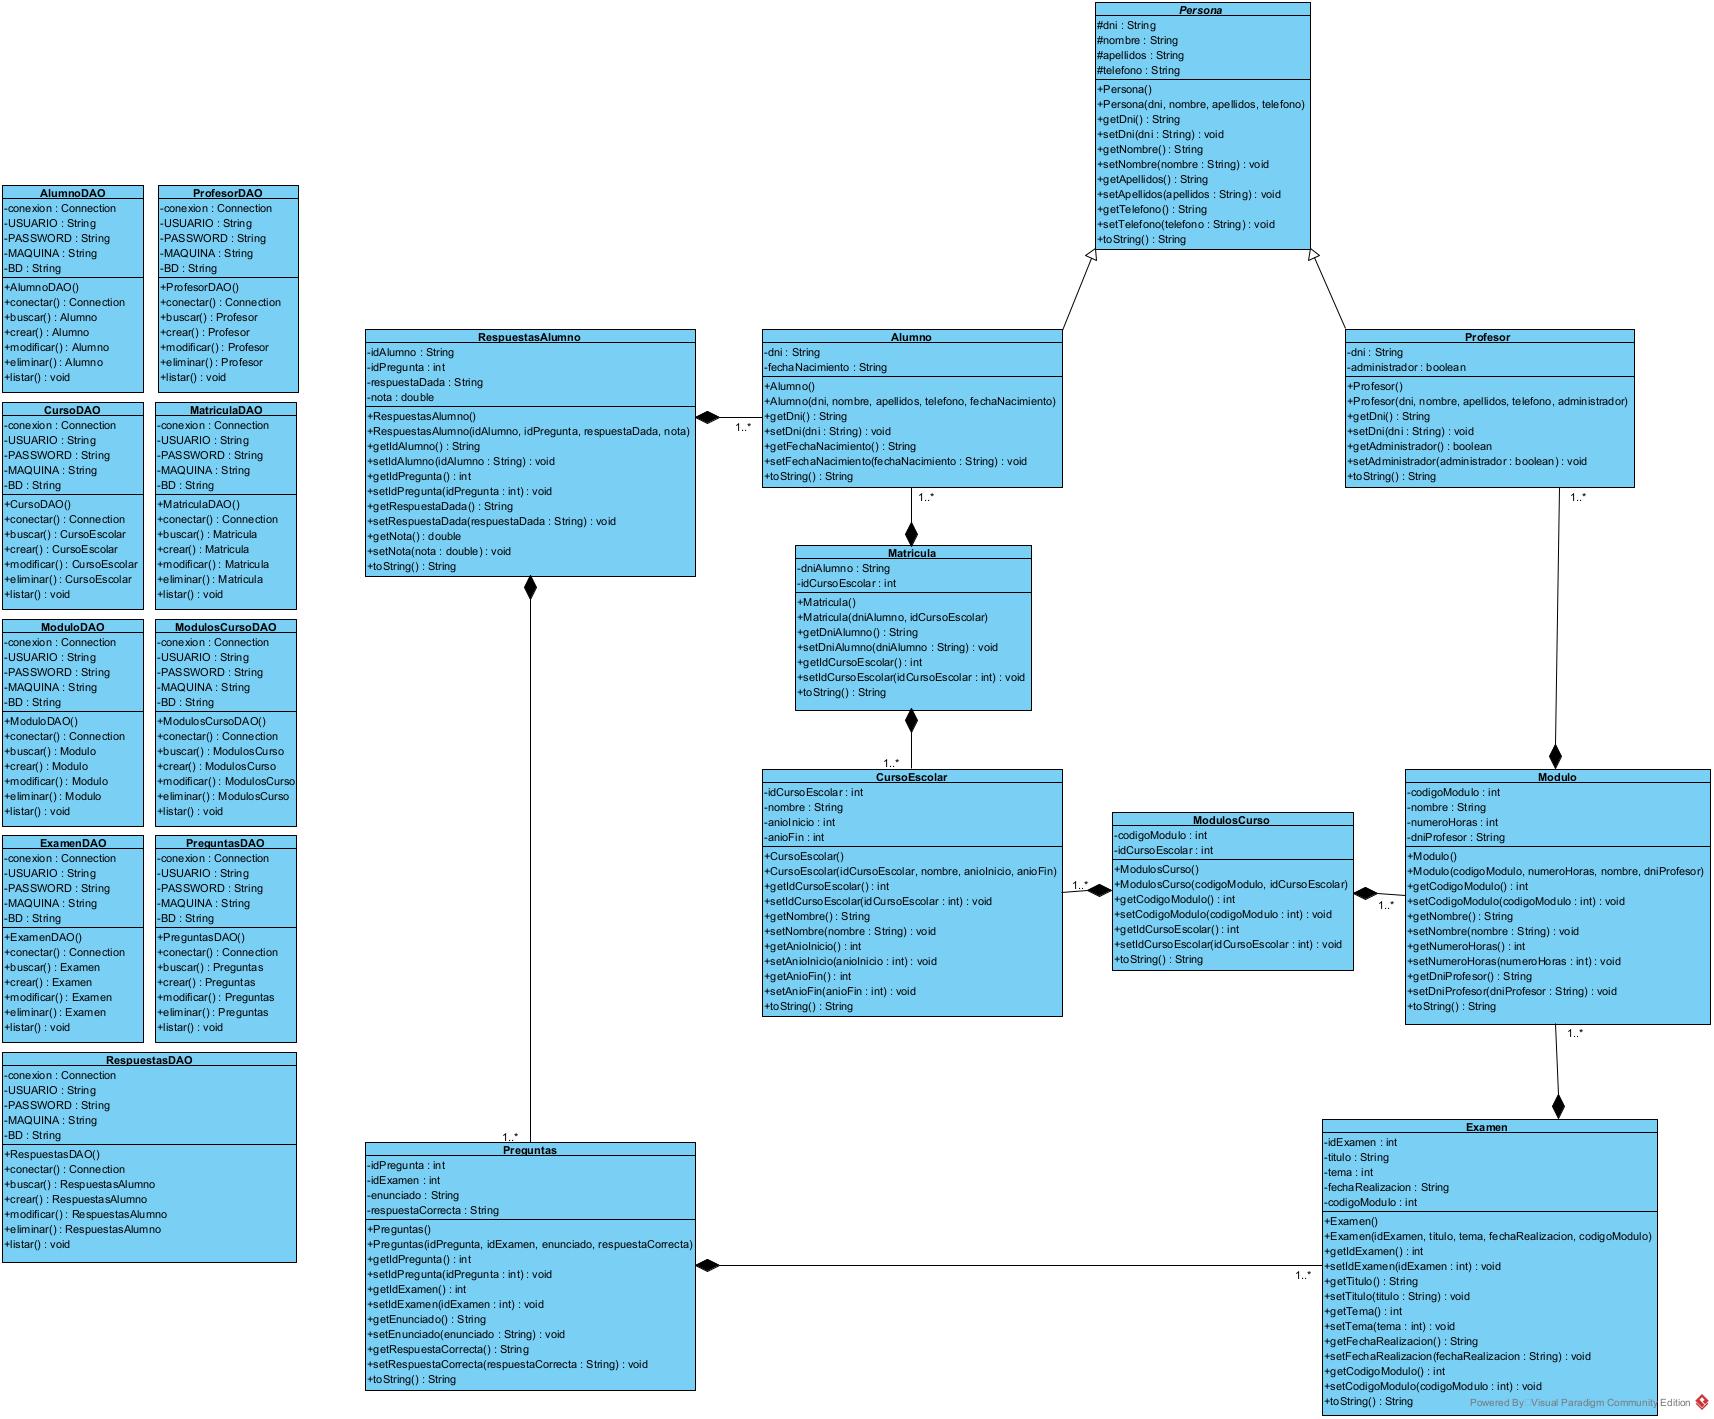 Persona
#dni : String
#nombre : String
#apellidos : String
#telefono : String
+Persona()
+Persona(dni, nombre, apellidos, telefono)
+getDni() : String
+setDni(dni : String) : void
+getNombre() : String
+setNombre(nombre : String) : void
+getApellidos() : String
+setApellidos(apellidos : String) : void
+getTelefono() : String
+setTelefono(telefono : String) : void
+toString() : String
AlumnoDAO
-conexion : Connection
-USUARIO : String
-PASSWORD : String
-MAQUINA : String
-BD : String
+AlumnoDAO()
+conectar() : Connection
+buscar() : Alumno
+crear() : Alumno
+modificar() : Alumno
+eliminar() : Alumno
+listar() : void
ProfesorDAO
-conexion : Connection
-USUARIO : String
-PASSWORD : String
-MAQUINA : String
-BD : String
+ProfesorDAO()
+conectar() : Connection
+buscar() : Profesor
+crear() : Profesor
+modificar() : Profesor
+eliminar() : Profesor
+listar() : void
CursoDAO
-conexion : Connection
-USUARIO : String
-PASSWORD : String
-MAQUINA : String
-BD : String
+CursoDAO()
+conectar() : Connection
+buscar() : CursoEscolar
+crear() : CursoEscolar
+modificar() : CursoEscolar
+eliminar() : CursoEscolar
+listar() : void
MatriculaDAO
-conexion : Connection
-USUARIO : String
-PASSWORD : String
-MAQUINA : String
-BD : String
+MatriculaDAO()
+conectar() : Connection
+buscar() : Matricula
+crear() : Matricula
+modificar() : Matricula
+eliminar() : Matricula
+listar() : void
ModuloDAO
-conexion : Connection
-USUARIO : String
-PASSWORD : String
-MAQUINA : String
-BD : String
+ModuloDAO()
+conectar() : Connection
+buscar() : Modulo
+crear() : Modulo
+modificar() : Modulo
+eliminar() : Modulo
+listar() : void
ModulosCursoDAO
-conexion : Connection
-USUARIO : String
-PASSWORD : String
-MAQUINA : String
-BD : String
+ModulosCursoDAO()
+conectar() : Connection
+buscar() : ModulosCurso
+crear() : ModulosCurso
+modificar() : ModulosCurso
+eliminar() : ModulosCurso
+listar() : void
ExamenDAO
-conexion : Connection
-USUARIO : String
-PASSWORD : String
-MAQUINA : String
-BD : String
+ExamenDAO()
+conectar() : Connection
+buscar() : Examen
+crear() : Examen
+modificar() : Examen
+eliminar() : Examen
+listar() : void
PreguntasDAO
-conexion : Connection
-USUARIO : String
-PASSWORD : String
-MAQUINA : String
-BD : String
+PreguntasDAO()
+conectar() : Connection
+buscar() : Preguntas
+crear() : Preguntas
+modificar() : Preguntas
+eliminar() : Preguntas
+listar() : void
RespuestasDAO
-conexion : Connection
-USUARIO : String
-PASSWORD : String
-MAQUINA : String
-BD : String
+RespuestasDAO()
+conectar() : Connection
+buscar() : RespuestasAlumno
+crear() : RespuestasAlumno
+modificar() : RespuestasAlumno
+eliminar() : RespuestasAlumno
+listar() : void
RespuestasAlumno
-idAlumno : String
-idPregunta : int
-respuestaDada : String
-nota : double
+RespuestasAlumno()
+RespuestasAlumno(idAlumno, idPregunta, respuestaDada, nota)
+getIdAlumno() : String
+setIdAlumno(idAlumno : String) : void
+getIdPregunta() : int
+setIdPregunta(idPregunta : int) : void
+getRespuestaDada() : String
+setRespuestaDada(respuestaDada : String) : void
+getNota() : double
+setNota(nota : double) : void
+toString() : String
1..*
Alumno
-dni : String
-fechaNacimiento : String
+Alumno()
+Alumno(dni, nombre, apellidos, telefono, fechaNacimiento)
+getDni() : String
+setDni(dni : String) : void
+getFechaNacimiento() : String
+setFechaNacimiento(fechaNacimiento : String) : void
+toString() : String
1..*
Profesor
-dni : String
-administrador : boolean
+Profesor()
+Profesor(dni, nombre, apellidos, telefono, administrador)
+getDni() : String
+setDni(dni : String) : void
+getAdministrador() : boolean
+setAdministrador(administrador : boolean) : void
+toString() : String
1..*
Matricula
-dniAlumno : String
-idCursoEscolar : int
+Matricula()
+Matricula(dniAlumno, idCursoEscolar)
+getDniAlumno() : String
+setDniAlumno(dniAlumno : String) : void
+getIdCursoEscolar() : int
+setIdCursoEscolar(idCursoEscolar : int) : void
+toString() : String
1..*
CursoEscolar
-idCursoEscolar : int
-nombre : String
-anioInicio : int
-anioFin : int
+CursoEscolar()
+CursoEscolar(idCursoEscolar, nombre, anioInicio, anioFin)
+getIdCursoEscolar() : int
+setIdCursoEscolar(idCursoEscolar : int) : void
+getNombre() : String
+setNombre(nombre : String) : void
+getAnioInicio() : int
+setAnioInicio(anioInicio : int) : void
+getAnioFin() : int
+setAnioFin(anioFin : int) : void
+toString() : String
1..*
ModulosCurso
-codigoModulo : int
-idCursoEscolar : int
+ModulosCurso()
+ModulosCurso(codigoModulo, idCursoEscolar)
+getCodigoModulo() : int
+setCodigoModulo(codigoModulo : int) : void
+getIdCursoEscolar() : int
+setIdCursoEscolar(idCursoEscolar : int) : void
+toString() : String
1..*
Modulo
-codigoModulo : int
-nombre : String
-numeroHoras : int
-dniProfesor : String
+Modulo()
+Modulo(codigoModulo, numeroHoras, nombre, dniProfesor)
+getCodigoModulo() : int
+setCodigoModulo(codigoModulo : int) : void
+getNombre() : String
+setNombre(nombre : String) : void
+getNumeroHoras() : int
+setNumeroHoras(numeroHoras : int) : void
+getDniProfesor() : String
+setDniProfesor(dniProfesor : String) : void
+toString() : String
1..*
1..*
Preguntas
-idPregunta : int
-idExamen : int
-enunciado : String
-respuestaCorrecta : String
+Preguntas()
+Preguntas(idPregunta, idExamen, enunciado, respuestaCorrecta)
+getIdPregunta() : int
+setIdPregunta(idPregunta : int) : void
+getIdExamen() : int
+setIdExamen(idExamen : int) : void
+getEnunciado() : String
+setEnunciado(enunciado : String) : void
+getRespuestaCorrecta() : String
+setRespuestaCorrecta(respuestaCorrecta : String) : void
+toString() : String
1..*
Examen
-idExamen : int
-titulo : String
-tema : int
-fechaRealizacion : String
-codigoModulo : int
+Examen()
+Examen(idExamen, titulo, tema, fechaRealizacion, codigoModulo)
+getIdExamen() : int
+setIdExamen(idExamen : int) : void
+getTitulo() : String
+setTitulo(titulo : String) : void
+getTema() : int
+setTema(tema : int) : void
+getFechaRealizacion() : String
+setFechaRealizacion(fechaRealizacion : String) : void
+getCodigoModulo() : int
+setCodigoModulo(codigoModulo : int) : void
+toString() : String
Powered By Visual Paradigm Community Edition